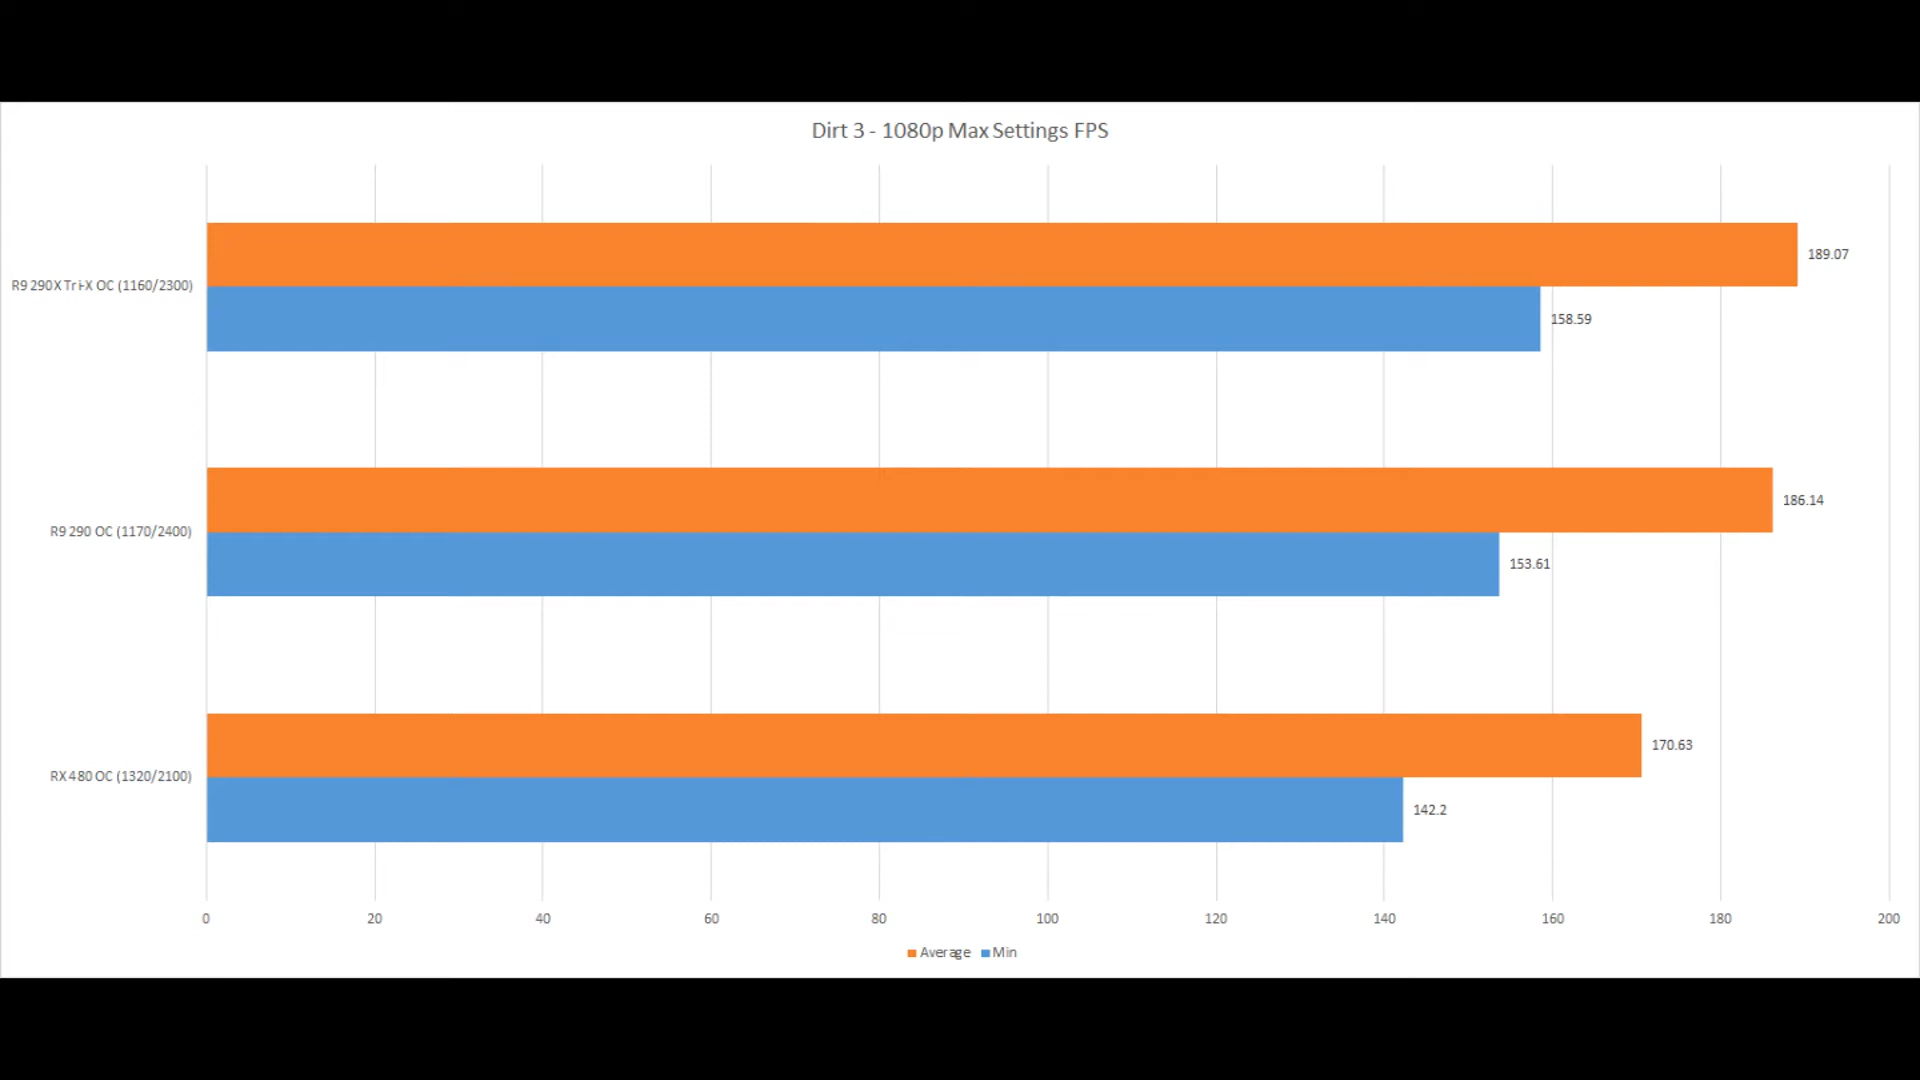 Dirt 3 - 1080p Max Settings FPS
189.07
R9 290X Tri-X OC (1160/2300)
158.59
186.14
R9 290 OC (1170/2400)
153.61
170.63
RX 480 OC (1320/2100)
142.2
0 20 40 60 80 100 120 140 160 180 200
Average Min